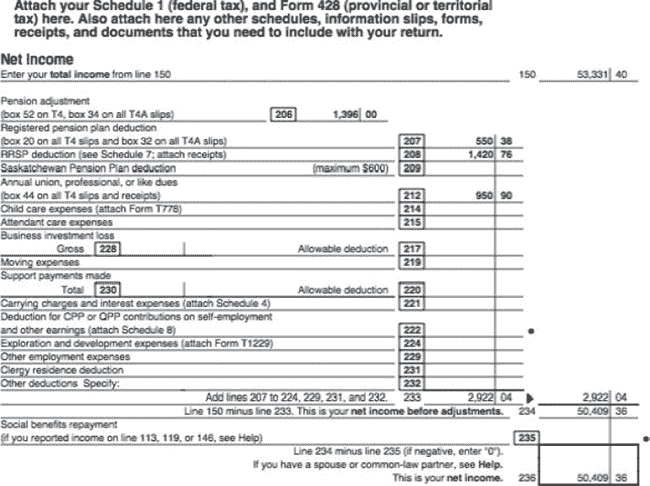 Attach your Schedule 1 (federal tax), and Form 428 (provincial or territorial
tax) here. Also attach here any other schedules, information slips, forms,
receipts, and documents that you need to include with your return.
Net Income
Enter your total income from line 150 150 53,331 40
Pension adjustment
(box 52 on T4, box 34 on all T4A slips) 206 1,396 00
Registered pension plan deduction
(box 20 on all T4 slips and box 32 on all T4A slips) 207 550 38
RRSP deduction (see Schedule 7; attach receipts) 208 1,420 76
Saskatchewan Pension Plan deduction (maximum $600) 209
Annual union, professional, or like dues
(box 44 on all T4 slips and receipts) 212 950 90
Child care expenses (attach Form T778) 214
Attendant care expenses 215
Business investment loss
Gross 228 Allowable deduction 217
Moving expenses 219
Support payments made
Total 230 Allowable deduction 220
Carrying charges and interest expenses (attach Schedule 4) 221
Deduction for CPP or QPP contributions on self-employment
and other earnings (attach Schedule 8) 222 •
Exploration and development expenses (attach Form T1229) 224
Other employment expenses 229
Clergy residence deduction 231
Other deductions Specify: 232
Add lines 207 to 224, 229, 231, and 232. 233 2,922 04 ▶ 2,922 04
Line 150 minus line 233. This is your net income before adjustments. 234 50,409 36
Social benefits repayment
(if you reported income on line 113, 119, or 146, see Help) 235 •
Line 234 minus line 235 (if negative, enter "0").
If you have a spouse or common-law partner, see Help.
This is your net income. 236 50,409 36